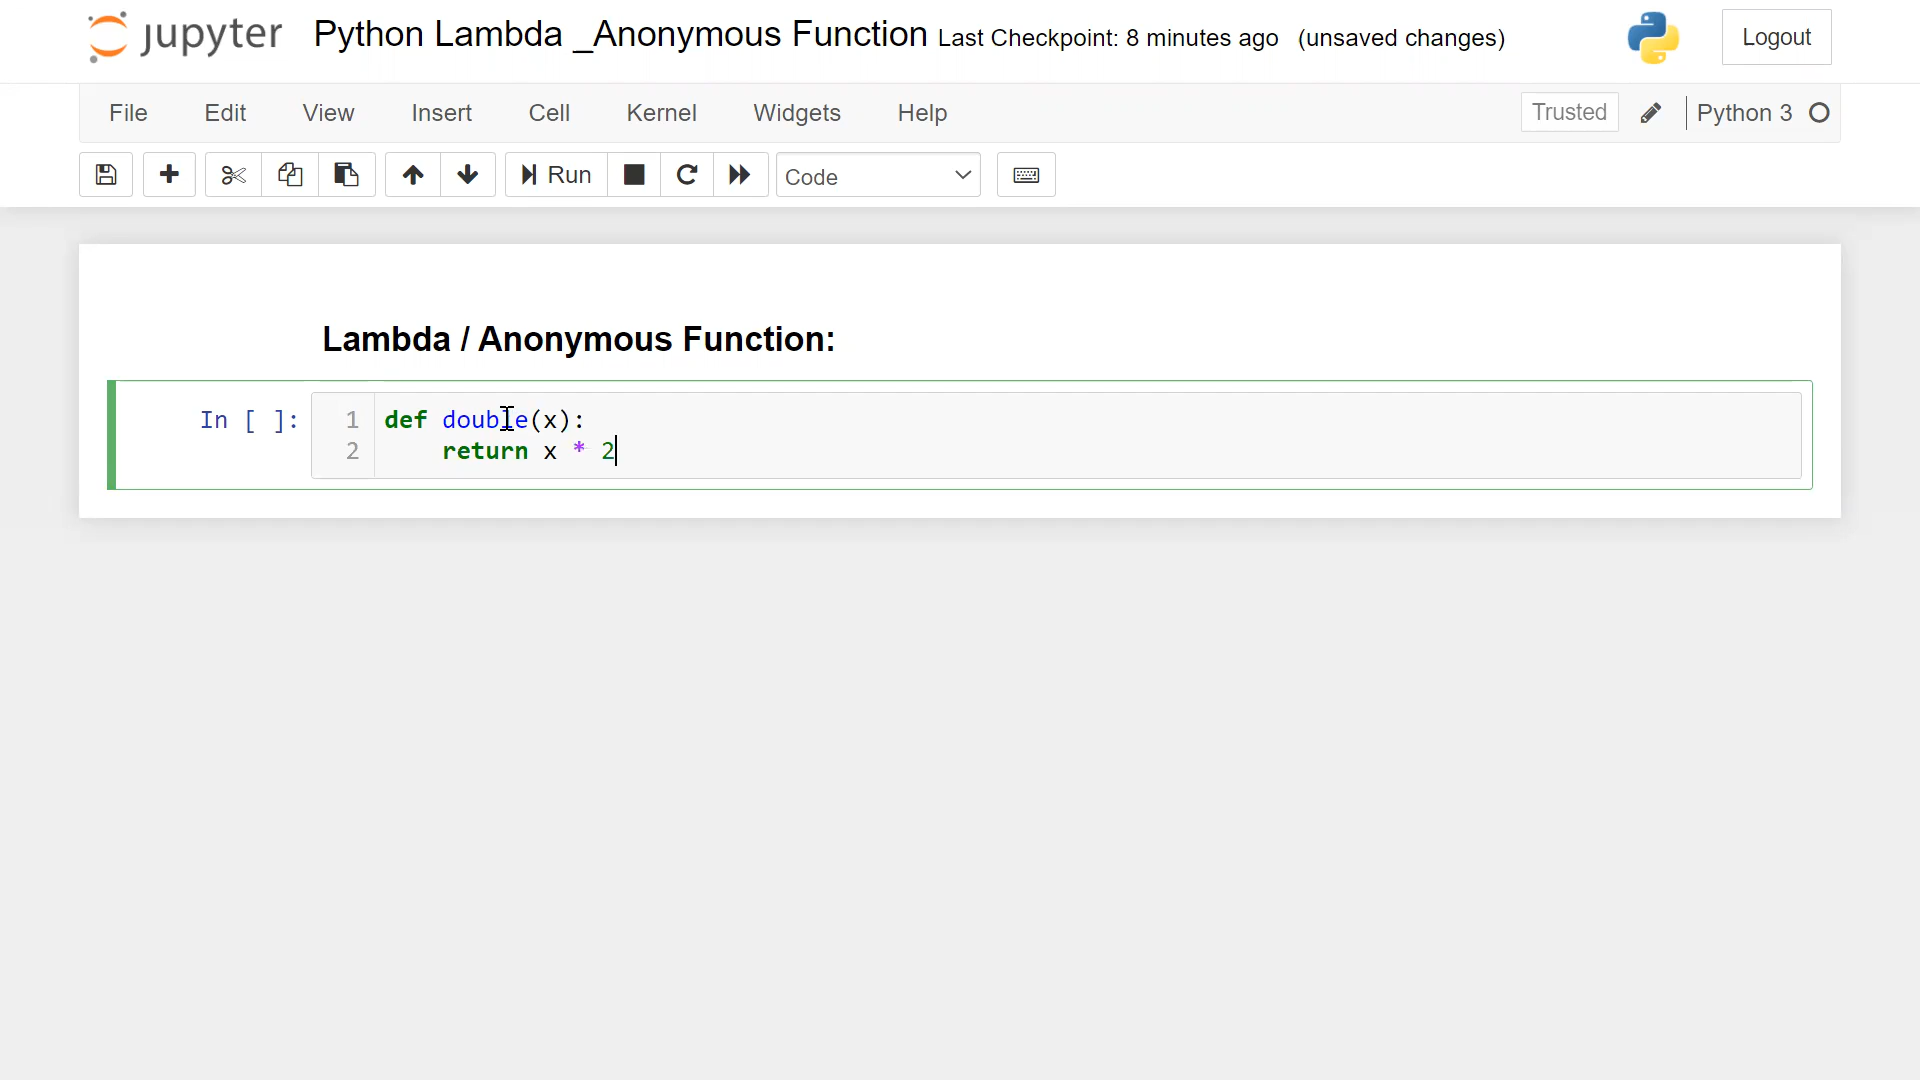 jupyter Python Lambda _Anonymous Function Last Checkpoint: 8 minutes ago (unsaved changes) Logout
File Edit View Insert Cell Kernel Widgets Help Trusted Python 3
Run Code
Lambda / Anonymous Function:
In [ ]: 1 def double(x):
2 return x * 2